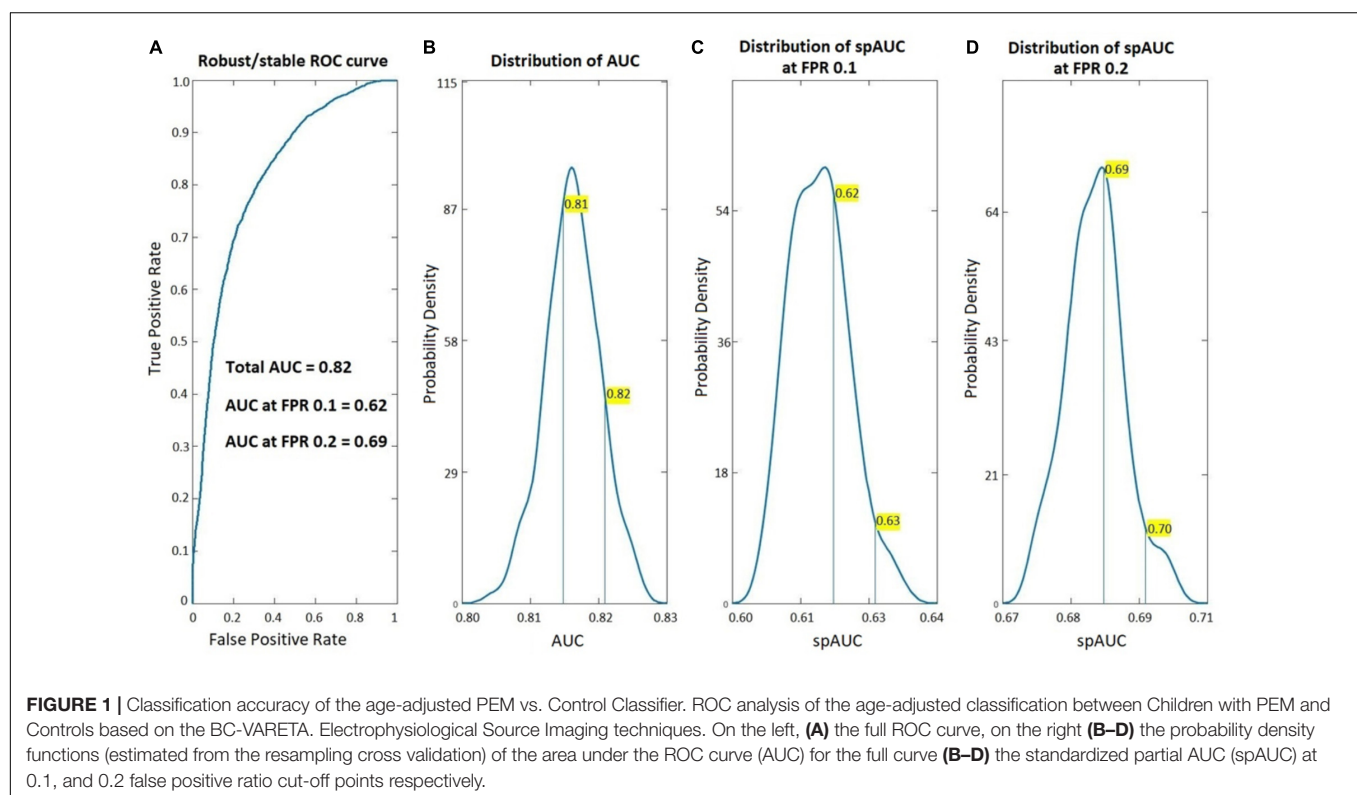 A
Robust/stable ROC curve
1.0
0.9
0.8
0.7
0.6
0.5
0.4
0.3
0.2
0.1
0
True Positive Rate
Total AUC = 0.82
AUC at FPR 0.1 = 0.62
AUC at FPR 0.2 = 0.69
0 0.2 0.4 0.6 0.8 1
False Positive Rate
B
Distribution of AUC
115
87
58
29
0
Probability Density
0.81
0.82
0.80 0.81 0.82 0.83
AUC
C
Distribution of spAUC
at FPR 0.1
54
36
18
0
Probability Density
0.62
0.63
0.60 0.61 0.63 0.64
spAUC
D
Distribution of spAUC
at FPR 0.2
64
43
21
0
Probability Density
0.69
0.70
0.67 0.68 0.69 0.71
spAUC
FIGURE 1 | Classification accuracy of the age-adjusted PEM vs. Control Classifier. ROC analysis of the age-adjusted classification between Children with PEM and
Controls based on the BC-VARETA. Electrophysiological Source Imaging techniques. On the left, (A) the full ROC curve, on the right (B–D) the probability density
functions (estimated from the resampling cross validation) of the area under the ROC curve (AUC) for the full curve (B–D) the standardized partial AUC (spAUC) at
0.1, and 0.2 false positive ratio cut-off points respectively.